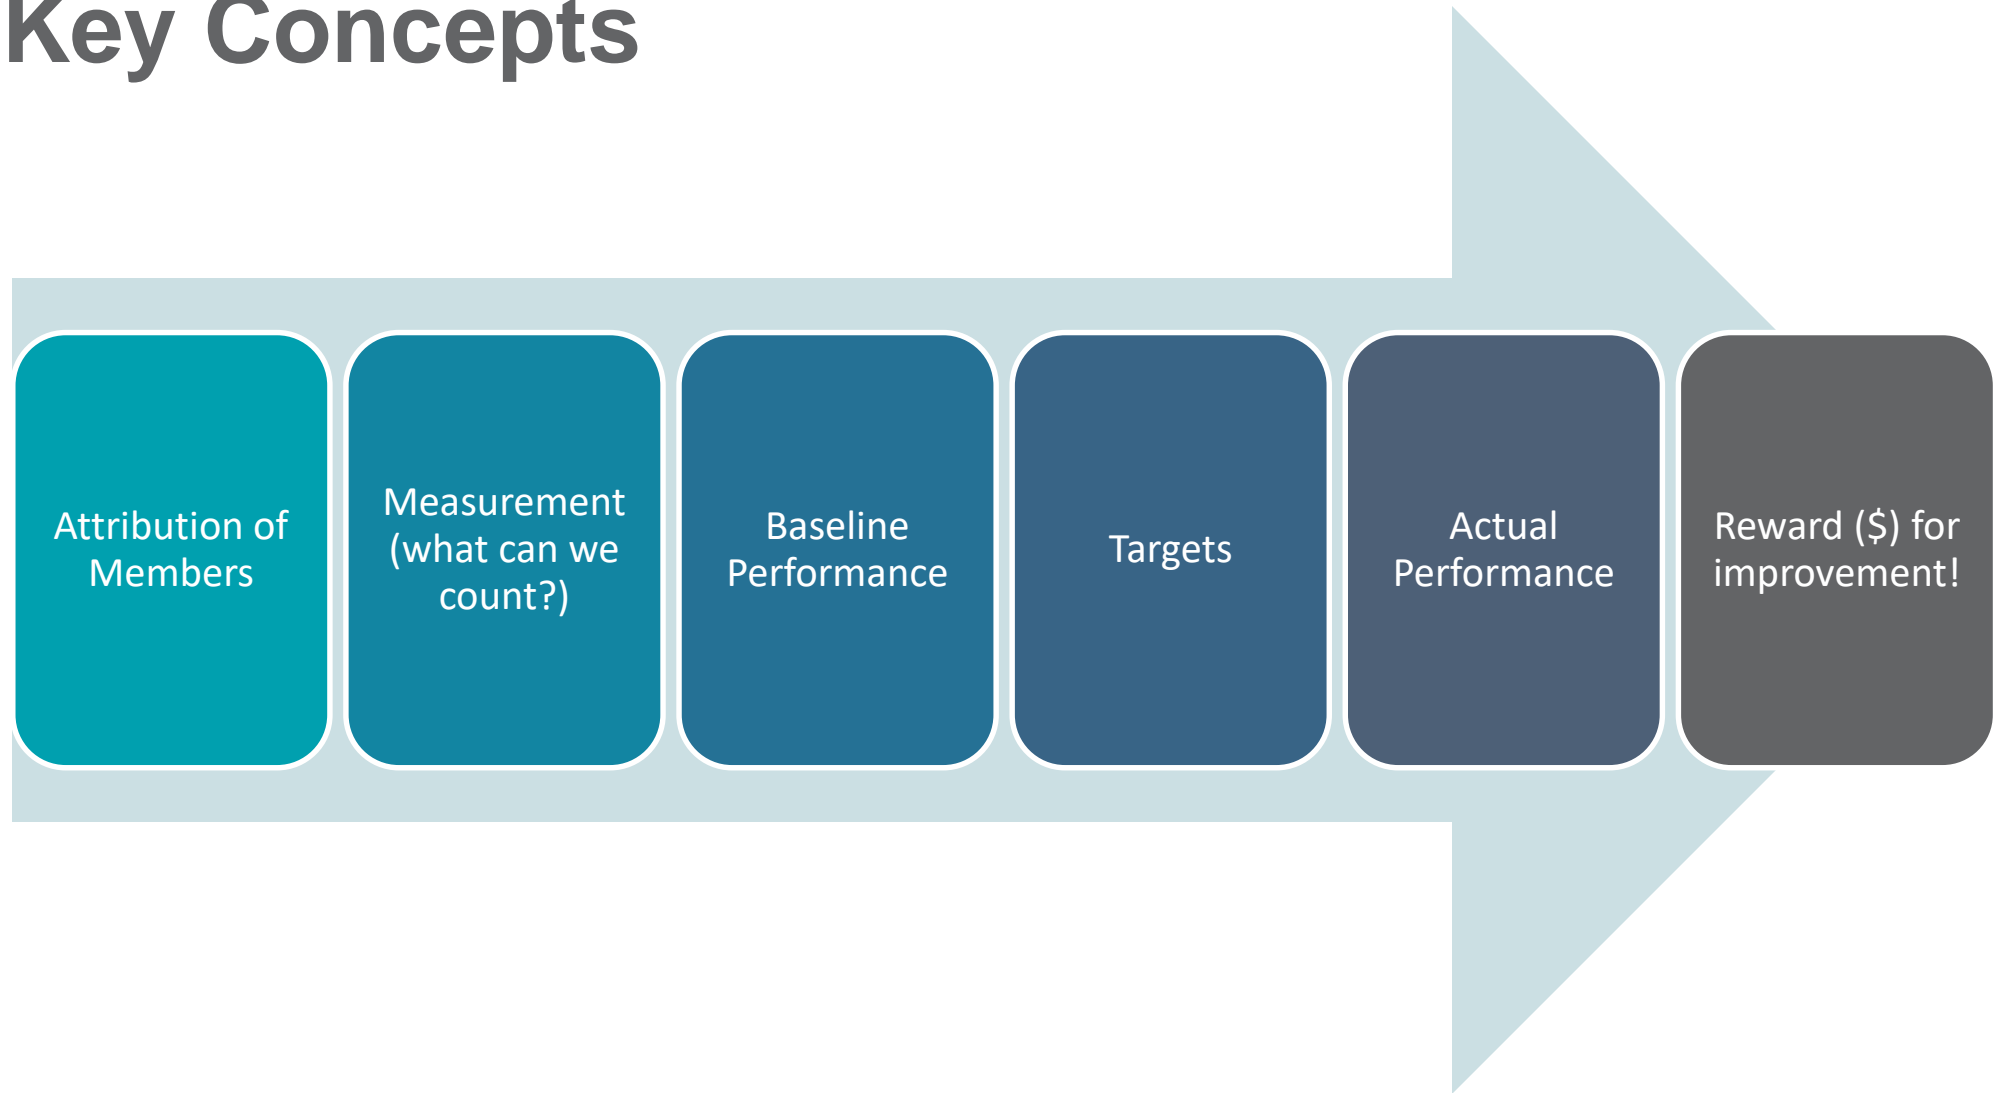 Key Concepts
Attribution of
Members
Measurement
(what can we
count?)
Baseline
Performance
Targets
Actual
Performance
Reward ($) for
improvement!